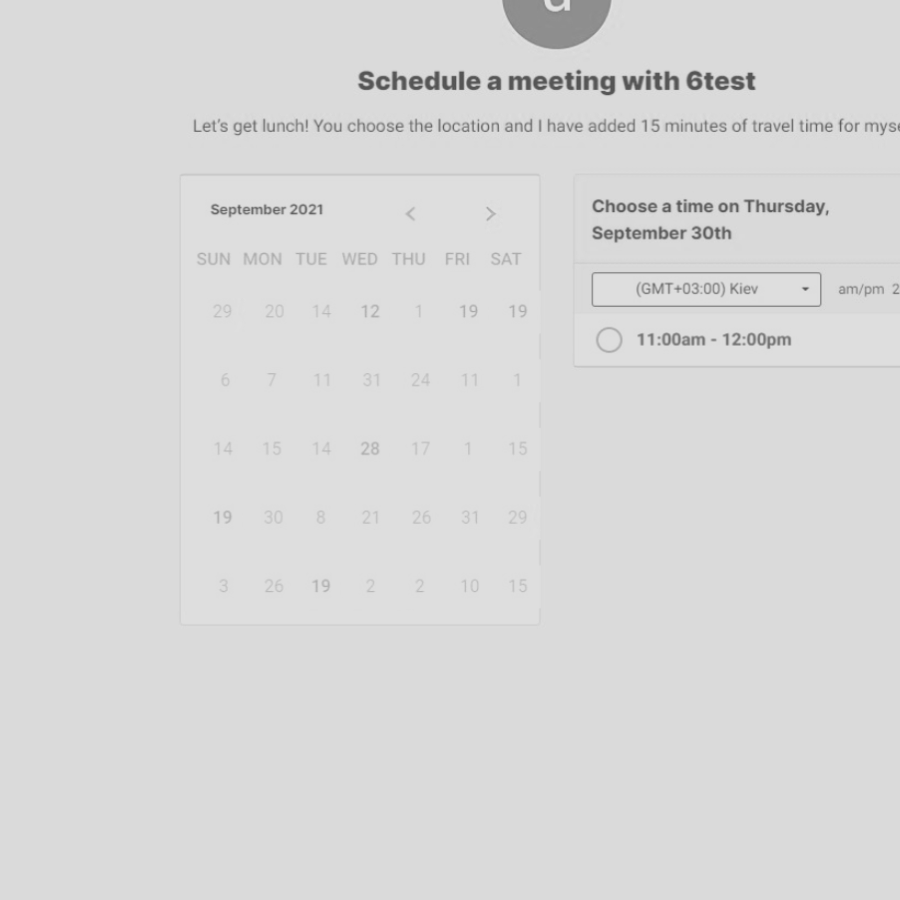 Schedule a meeting with 6test
Let's get lunch! You choose the location and I have added 15 minutes of travel time for
September 2021 < >
SUN MON TUE WED THU FRI SAT
29 20 14 12 1 19 19
6 7 11 31 24 11 1
14 15 14 28 17 1 15
19 30 8 21 26 31 29
3 26 19 2 2 10 15
Choose a time on Thursday,
September 30th
(GMT+03:00) Kiev am/pm
11:00am - 12:00pm